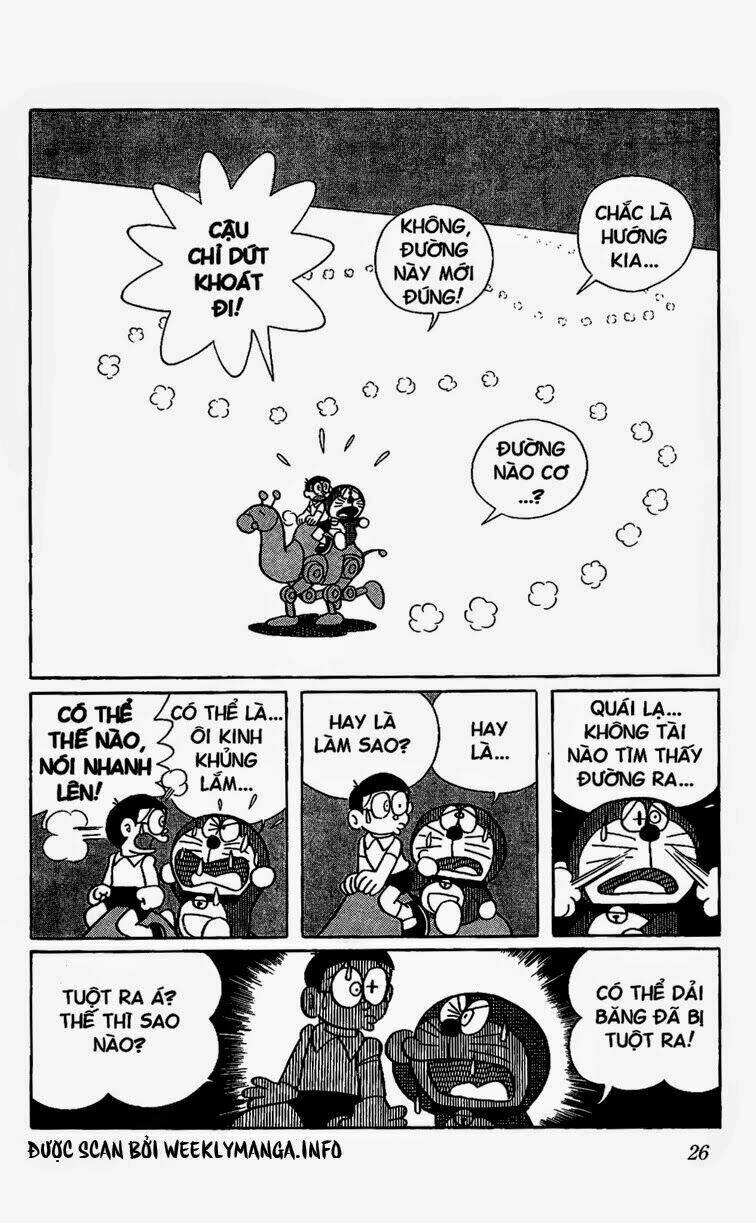 CHẮC LÀ
HƯỚNG
KIA...
KHÔNG,
ĐƯỜNG
NÀY MỚI
ĐÚNG!
ĐƯỜNG
NÀO CƠ
...?
CẬU
CHỈ DỨT
KHOÁT
ĐI!
QUÁI LẠ...
KHÔNG TÀI
NÀO TÌM THẤY
ĐƯỜNG RA...
HAY
LÀ...
HAY LÀ
LÀM SAO?
CÓ THỂ LÀ...
ÔI KINH
KHỦNG
LẮM...
CÓ THỂ
THẾ NÀO,
NÓI NHANH
LÊN!
CÓ THỂ DẢI
BĂNG ĐÃ BỊ
TUỘT RA!
TUỘT RA Á?
THẾ THÌ SAO
NÀO?
ĐƯỢC SCAN BỞI WEEKLYMANGA.INFO
26